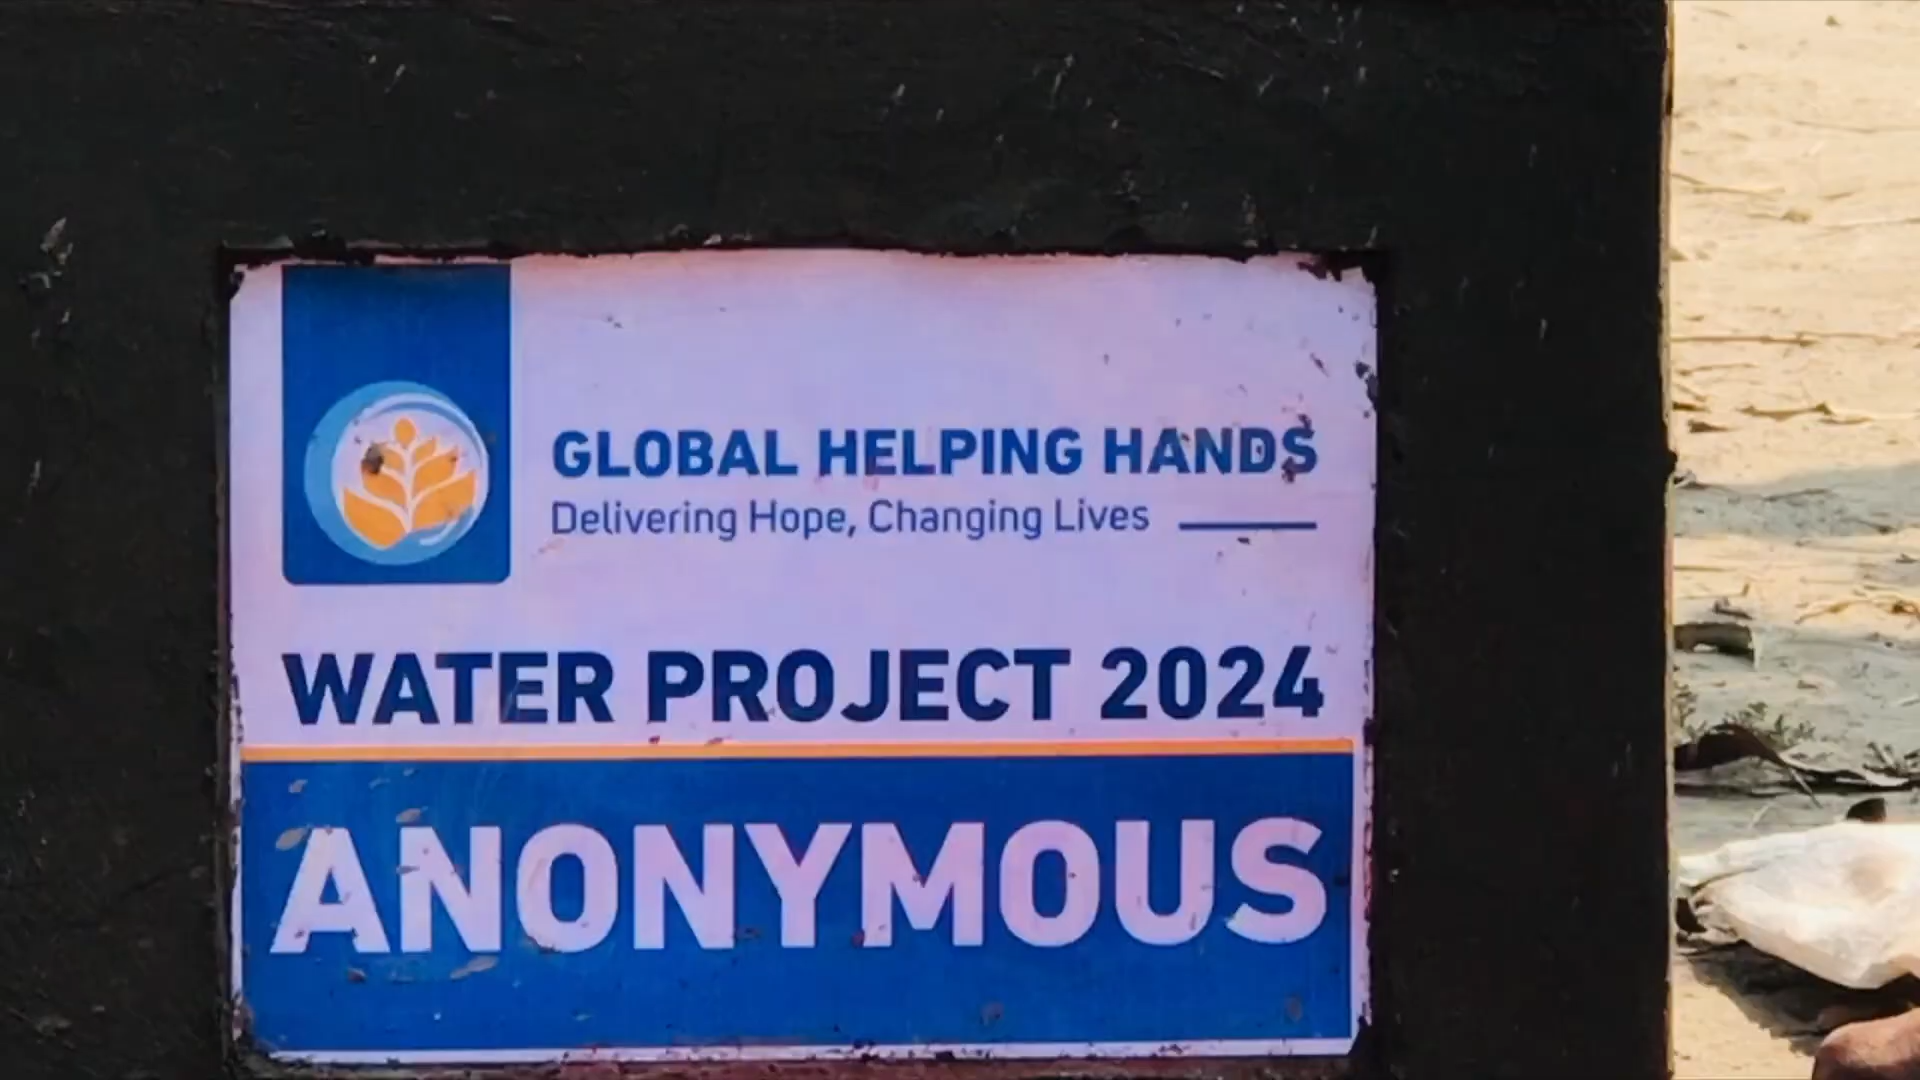 GLOBAL HELPING HANDS
Delivering Hope, Changing Lives
WATER PROJECT 2024
ANONYMOUS